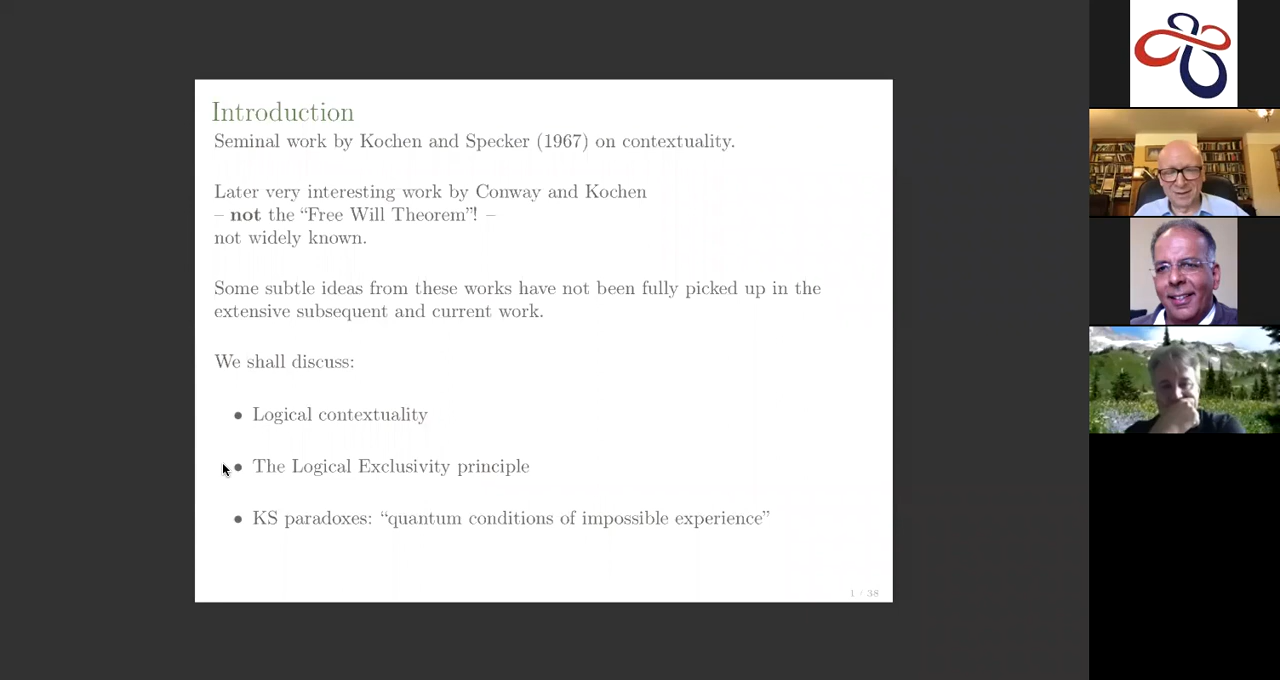 Introduction
Seminal work by Kochen and Specker (1967) on contextuality.
Later very interesting work by Conway and Kochen
– not the “Free Will Theorem”! –
not widely known.
Some subtle ideas from these works have not been fully picked up in the
extensive subsequent and current work.
We shall discuss:
• Logical contextuality
• The Logical Exclusivity principle
• KS paradoxes: “quantum conditions of impossible experience”
1 / 38